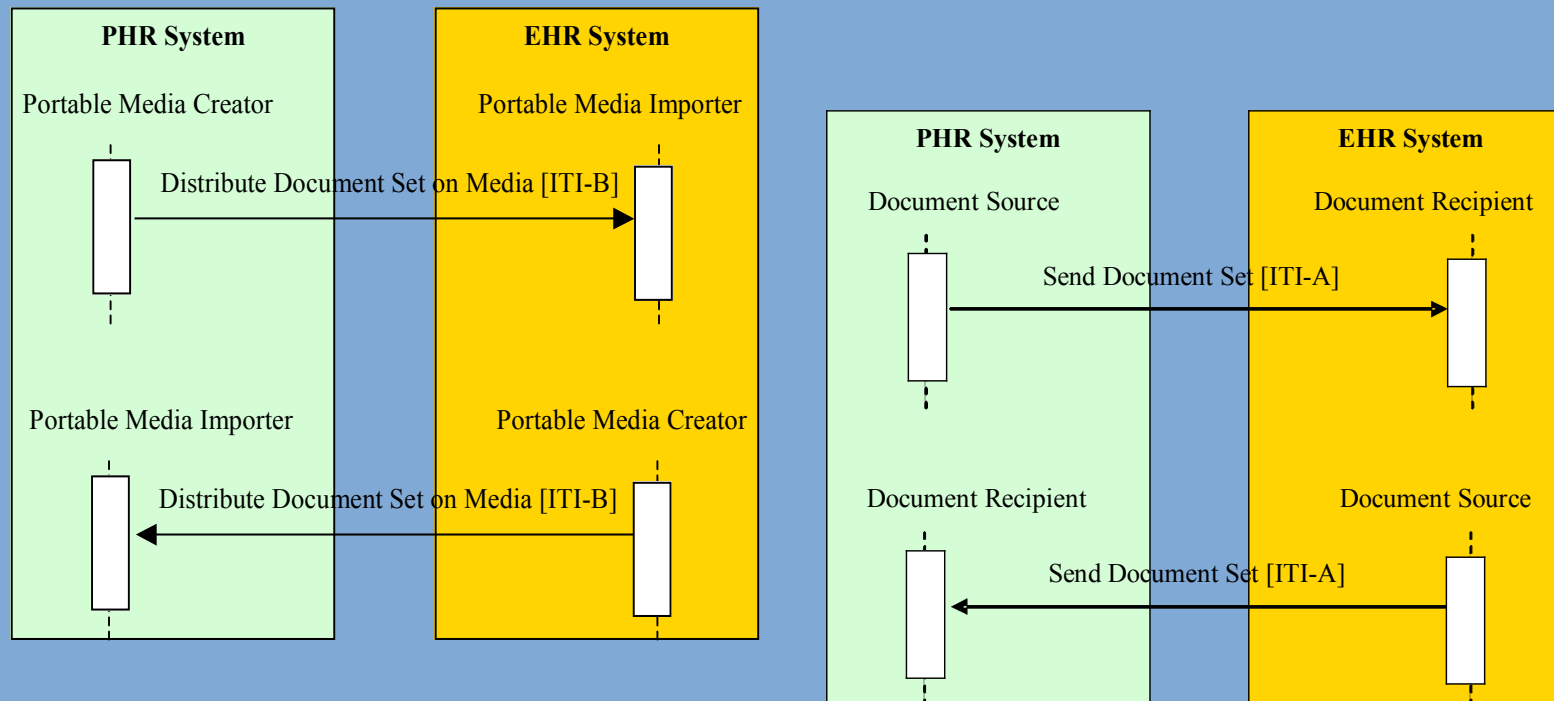 PHR System
EHR System
Portable Media Creator
Portable Media Importer
Distribute Document Set on Media [ITI-B]
Portable Media Importer
Portable Media Creator
Distribute Document Set on Media [ITI-B]
PHR System
EHR System
Document Source
Document Recipient
Send Document Set [ITI-A]
Document Recipient
Document Source
Send Document Set [ITI-A]